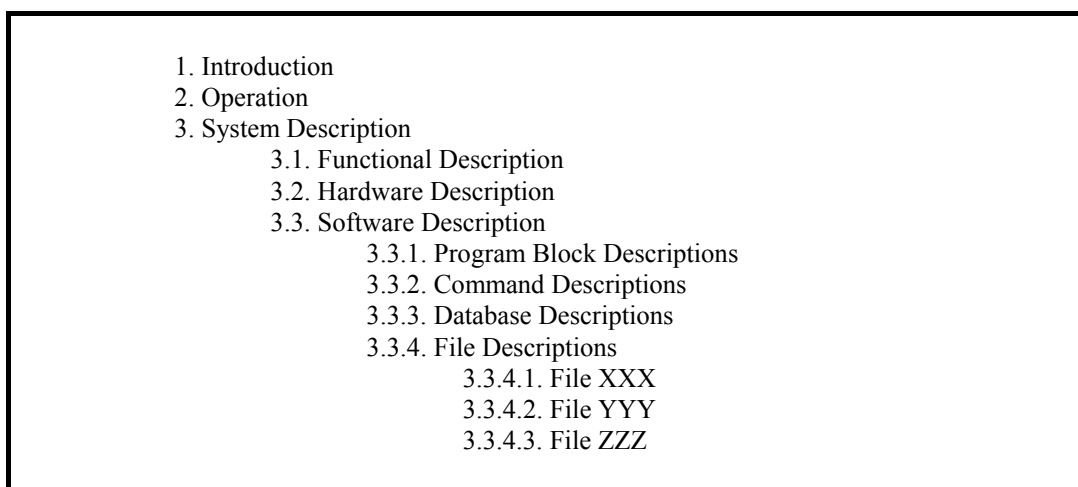 1. Introduction
2. Operation
3. System Description
3.1. Functional Description
3.2. Hardware Description
3.3. Software Description
3.3.1. Program Block Descriptions
3.3.2. Command Descriptions
3.3.3. Database Descriptions
3.3.4. File Descriptions
3.3.4.1. File XXX
3.3.4.2. File YYY
3.3.4.3. File ZZZ